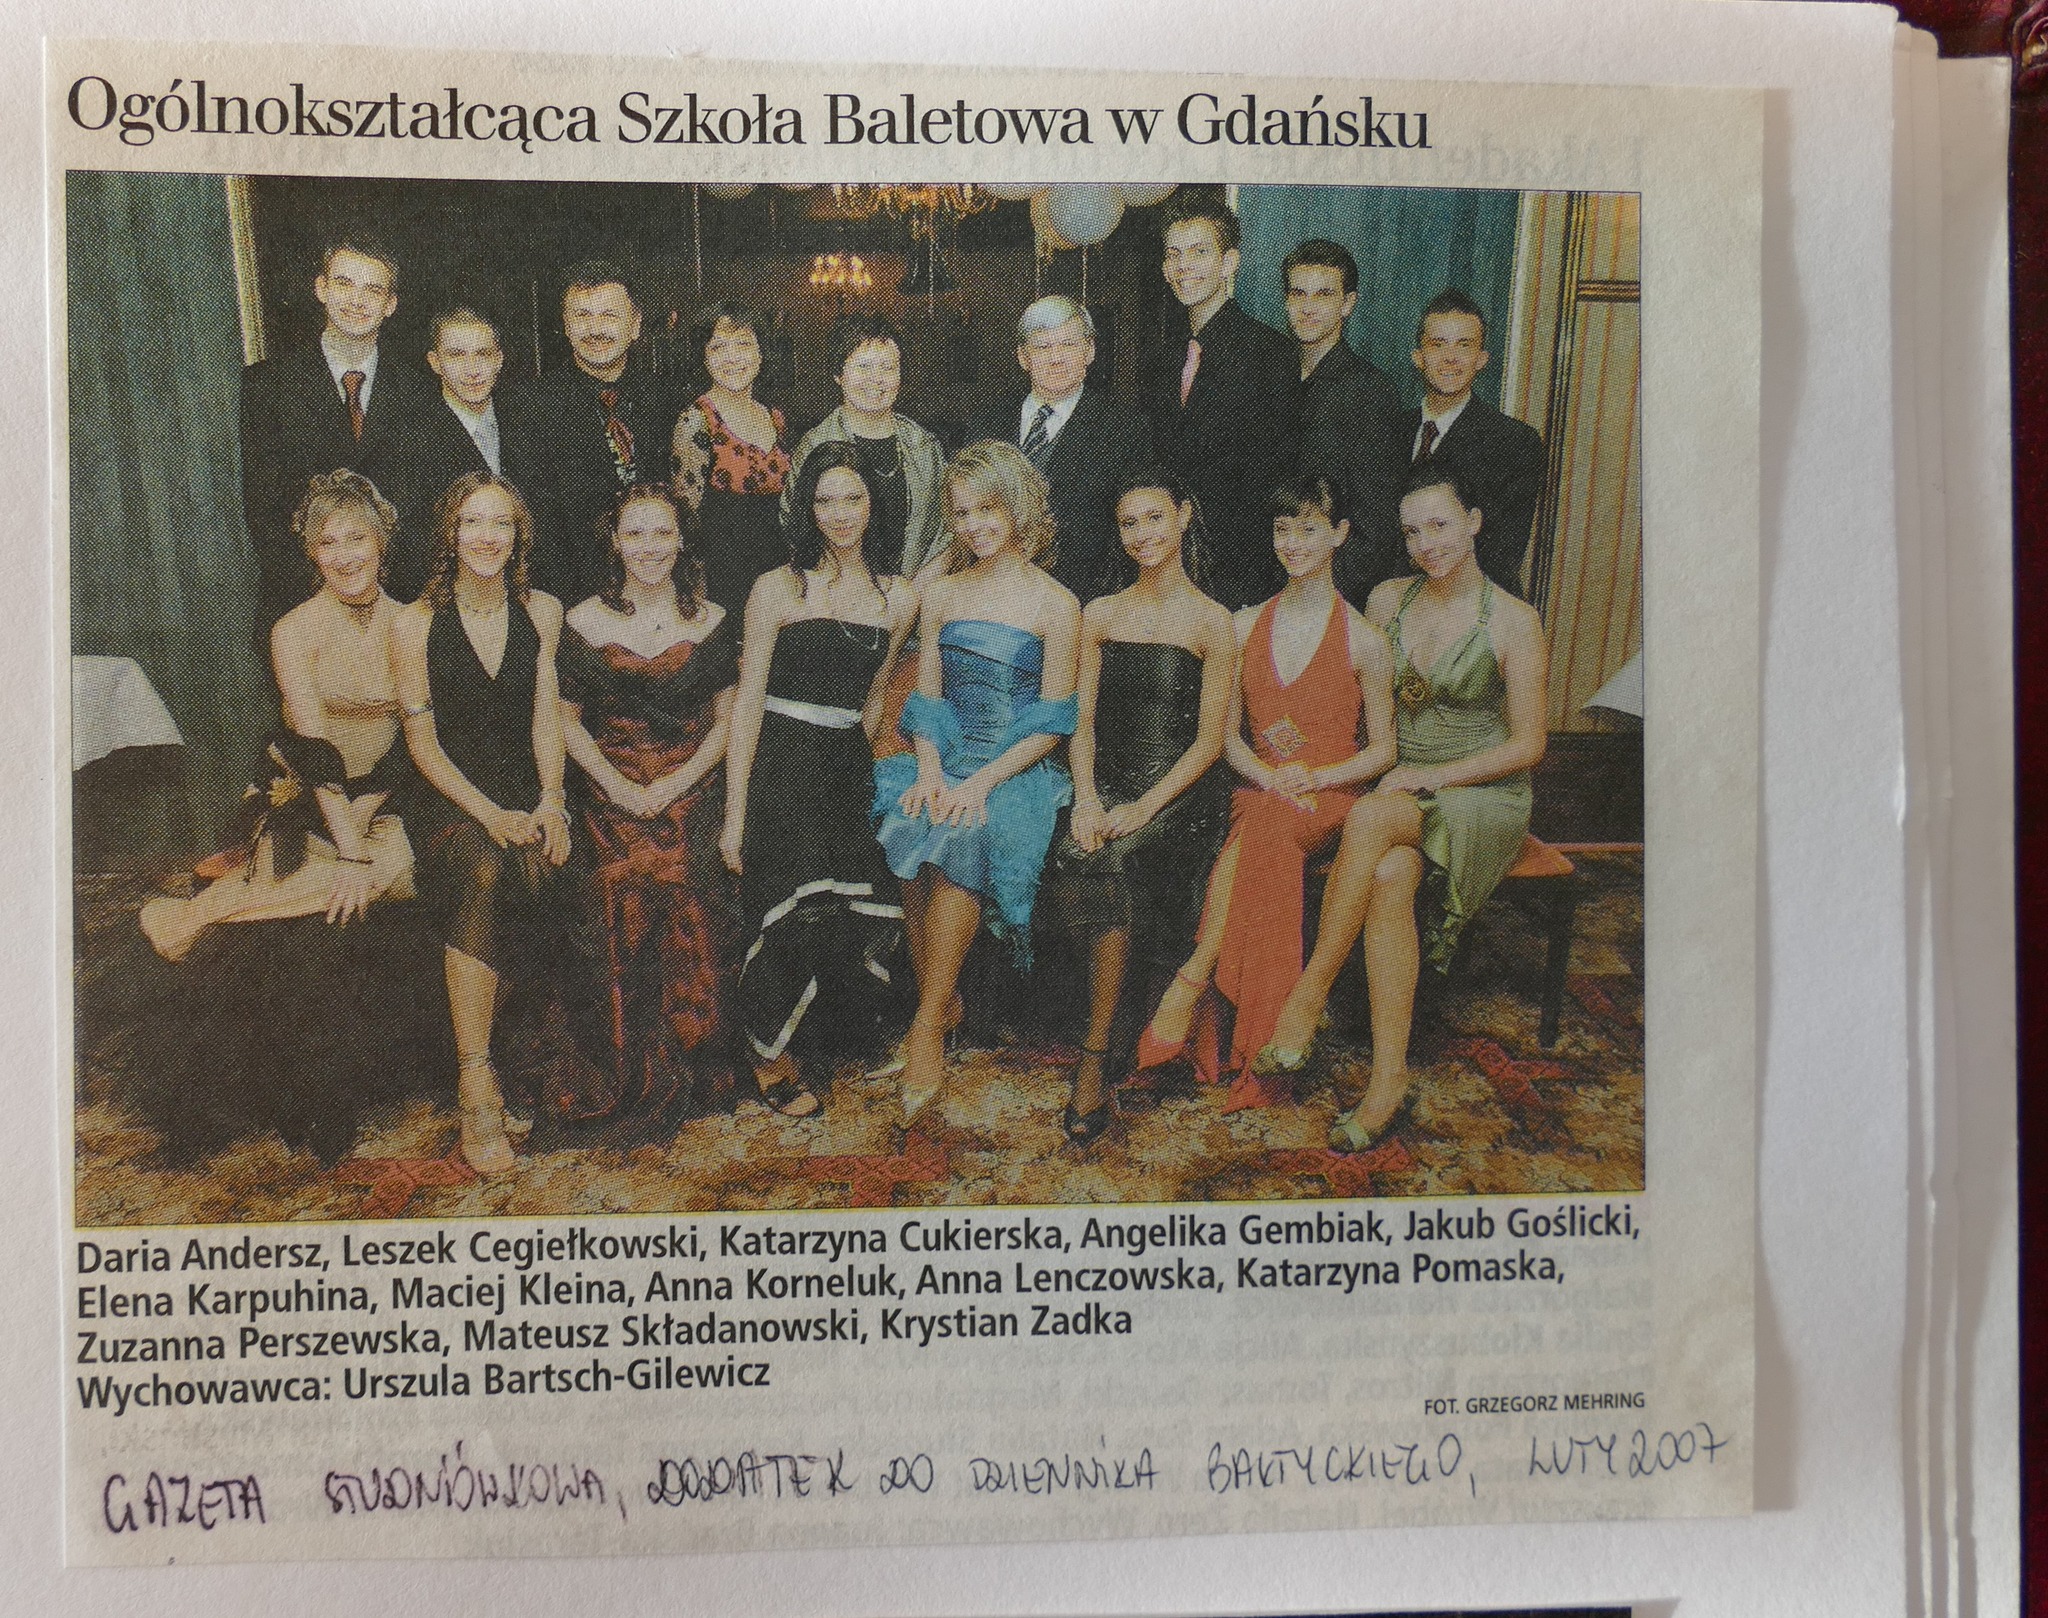 Ogólnokształcąca Szkoła Baletowa w Gdańsku
Daria Andersz, Leszek Cegiełkowski, Katarzyna Cukierska, Angelika Gembiak, Jakub Goślicki,
Elena Karpuhina, Maciej Kleina, Anna Korneluk, Anna Lenczowska, Katarzyna Pomaska,
Zuzanna Perszewska, Mateusz Składanowski, Krystian Zadka
Wychowawca: Urszula Bartsch-Gilewicz
FOT. GRZEGORZ MEHRING
GAZETA STUDNIÓWKOWA, DODATEK DO DZIENNIKA BAŁTYCKIEGO, LUTY 2007